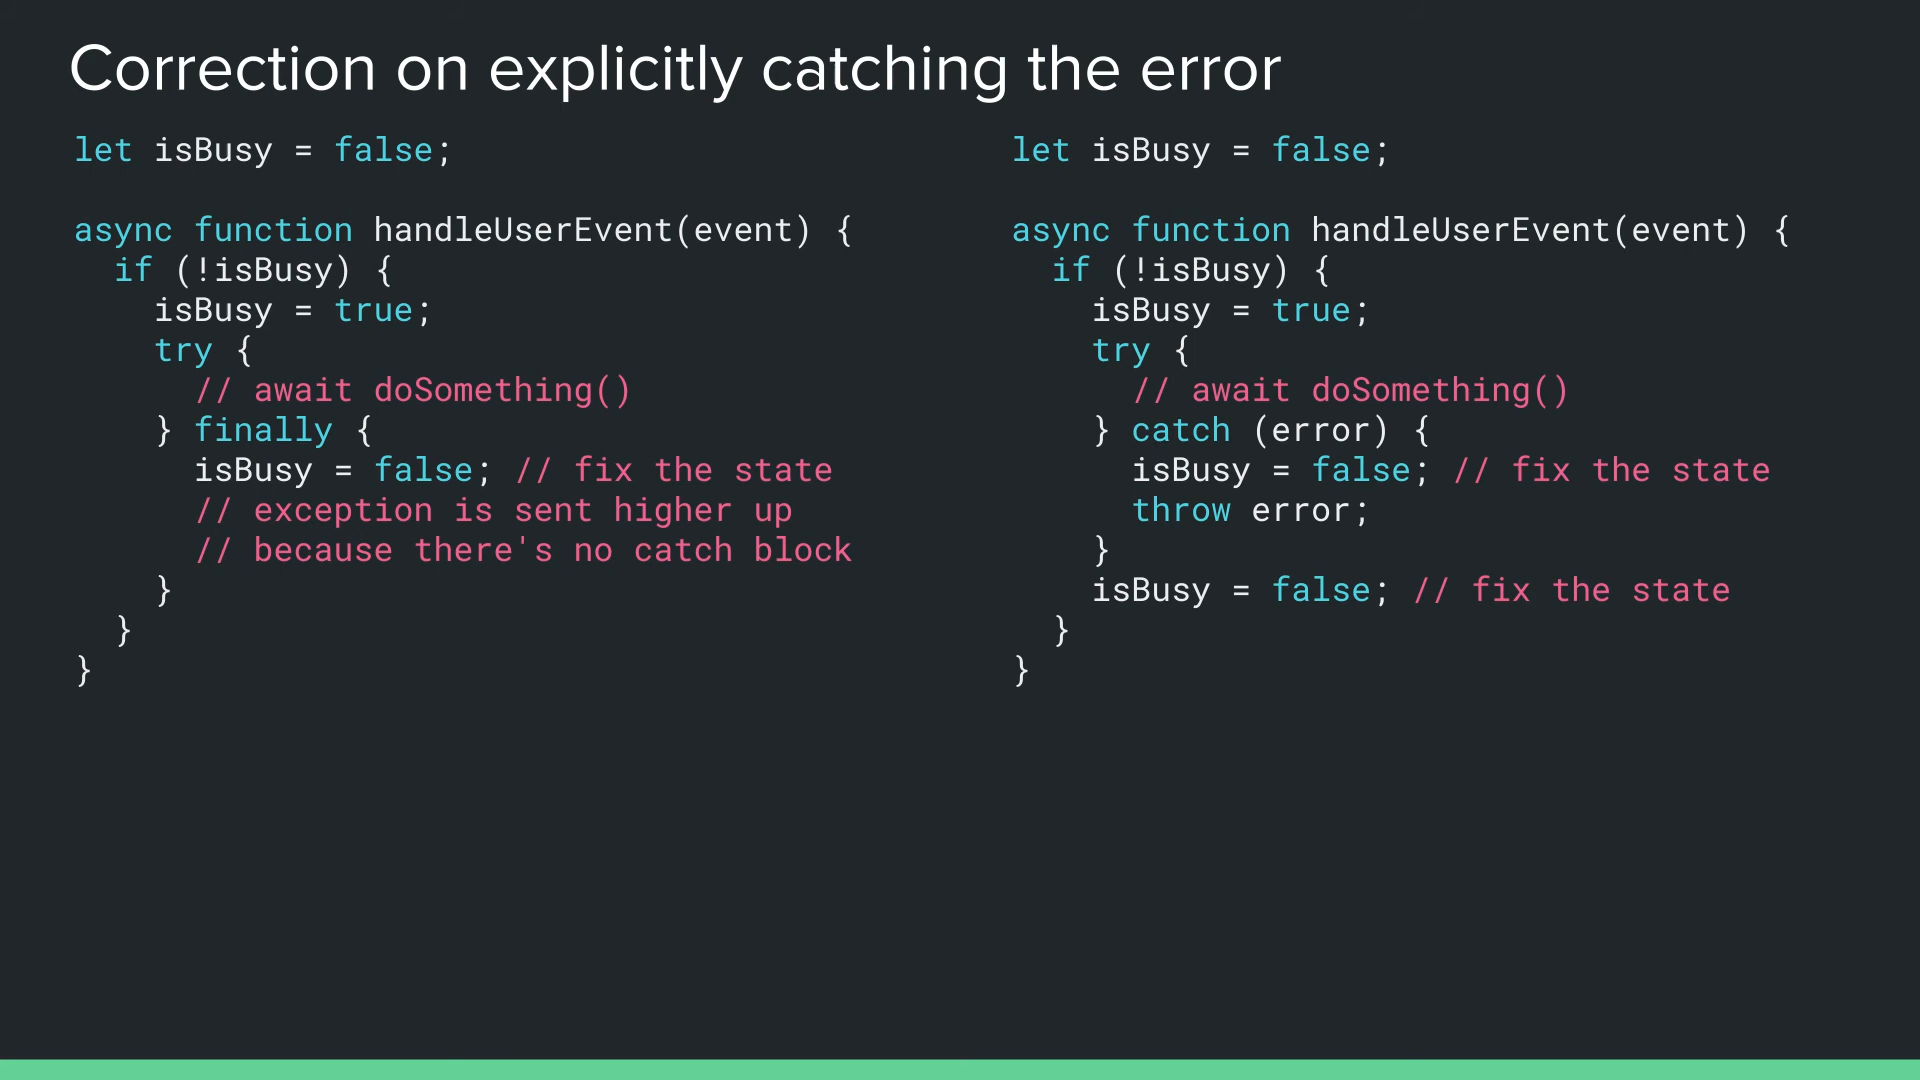 Correction on explicitly catching the error
let isBusy = false;
async function handleUserEvent(event) {
  if (!isBusy) {
    isBusy = true;
    try {
      // await doSomething()
    } finally {
      isBusy = false; // fix the state
      // exception is sent higher up
      // because there's no catch block
    }
  }
}
let isBusy = false;
async function handleUserEvent(event) {
  if (!isBusy) {
    isBusy = true;
    try {
      // await doSomething()
    } catch (error) {
      isBusy = false; // fix the state
      throw error;
    }
    isBusy = false; // fix the state
  }
}